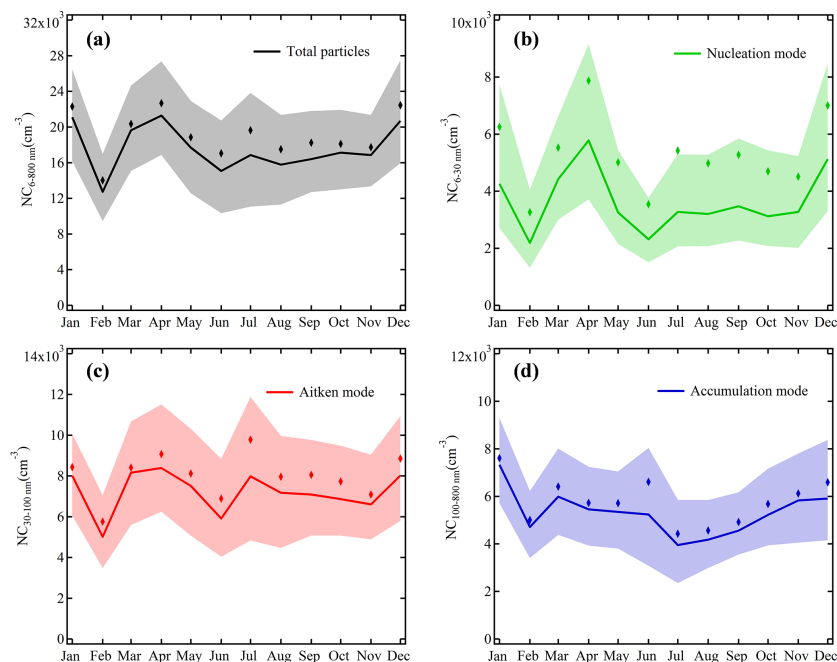 32x10³
(a)
Total particles
28
24
20
16
12
8
4
0
NC6-800 nm(cm⁻³)
Jan Feb Mar Apr May Jun Jul Aug Sep Oct Nov Dec
10x10³
(b)
Nucleation mode
8
6
4
2
0
NC6-30 nm(cm⁻³)
Jan Feb Mar Apr May Jun Jul Aug Sep Oct Nov Dec
14x10³
(c)
Aitken mode
12
10
8
6
4
2
0
NC30-100 nm(cm⁻³)
Jan Feb Mar Apr May Jun Jul Aug Sep Oct Nov Dec
12x10³
(d)
Accumulation mode
10
8
6
4
2
0
NC100-800 nm(cm⁻³)
Jan Feb Mar Apr May Jun Jul Aug Sep Oct Nov Dec